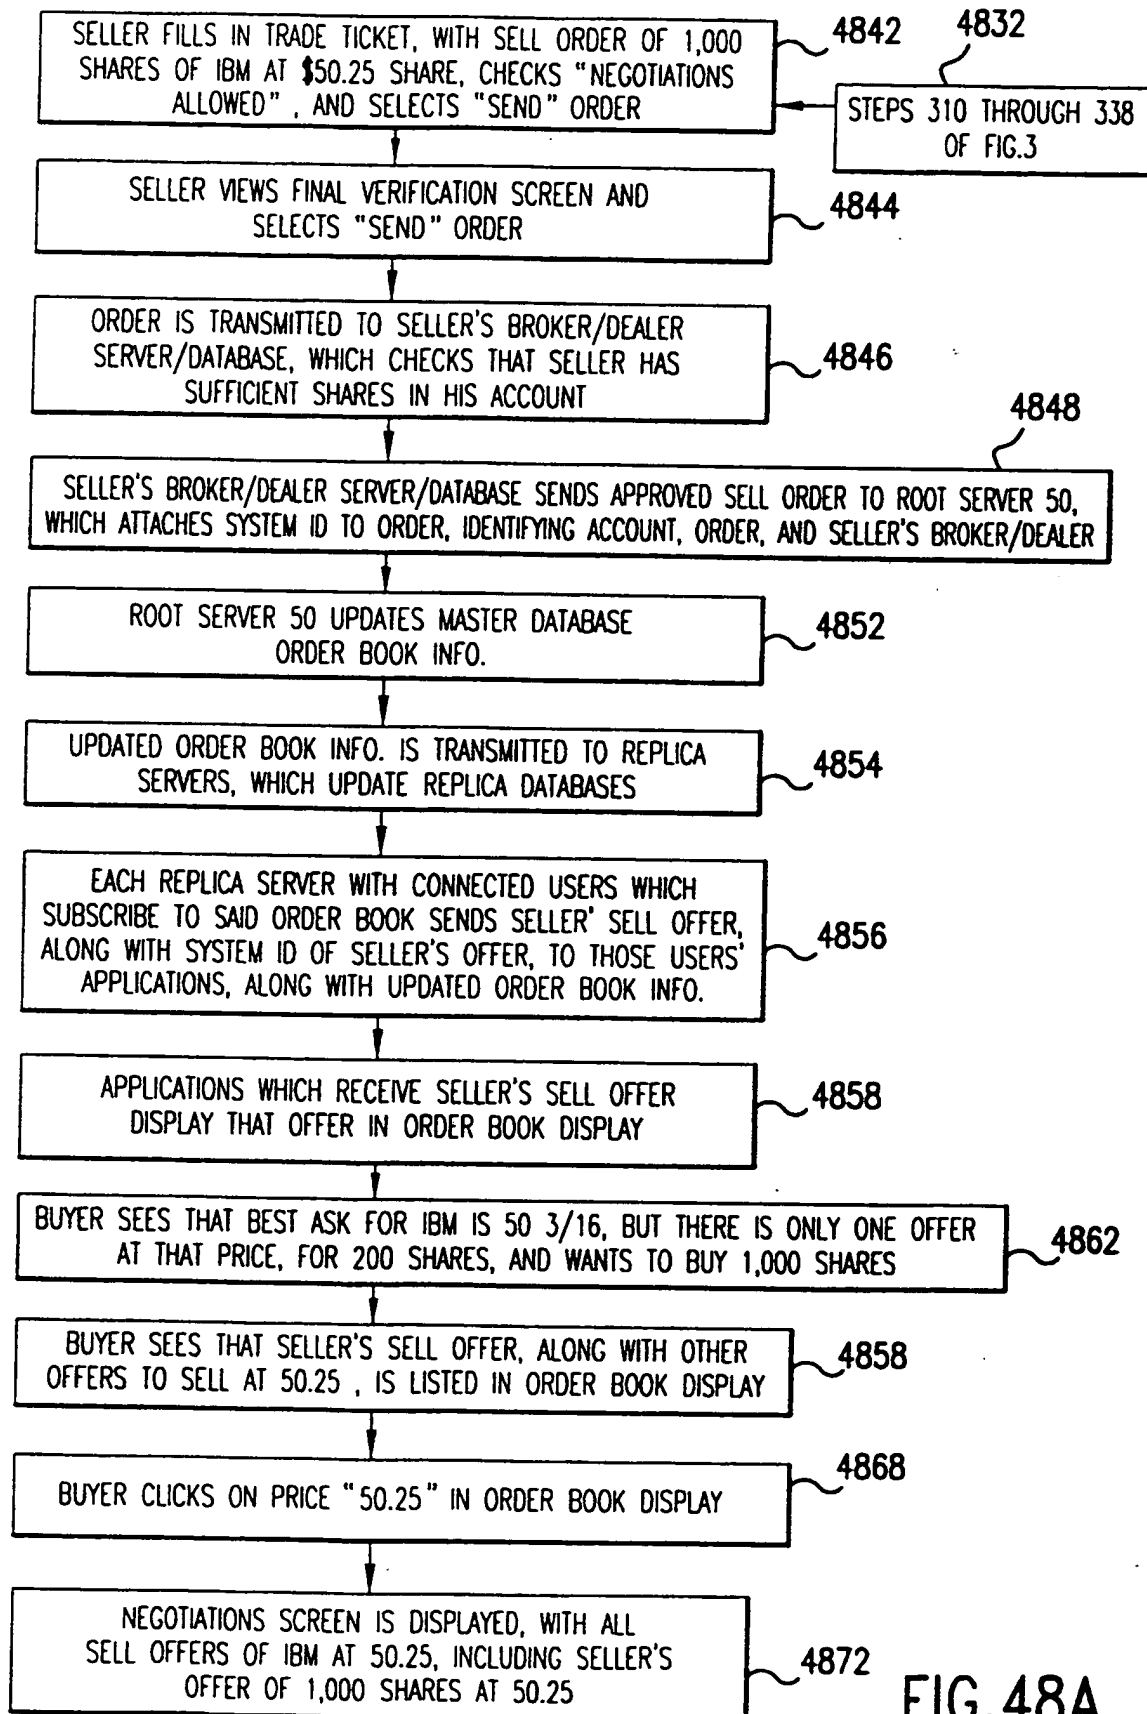 SELLER FILLS IN TRADE TICKET, WITH SELL ORDER OF 1,000
SHARES OF IBM AT $50.25 SHARE, CHECKS "NEGOTIATIONS
ALLOWED" , AND SELECTS "SEND" ORDER
4842
4832
STEPS 310 THROUGH 338
OF FIG.3
SELLER VIEWS FINAL VERIFICATION SCREEN AND
SELECTS "SEND" ORDER
4844
ORDER IS TRANSMITTED TO SELLER'S BROKER/DEALER
SERVER/DATABASE, WHICH CHECKS THAT SELLER HAS
SUFFICIENT SHARES IN HIS ACCOUNT
4846
4848
SELLER'S BROKER/DEALER SERVER/DATABASE SENDS APPROVED SELL ORDER TO ROOT SERVER 50,
WHICH ATTACHES SYSTEM ID TO ORDER, IDENTIFYING ACCOUNT, ORDER, AND SELLER'S BROKER/DEALER
ROOT SERVER 50 UPDATES MASTER DATABASE
ORDER BOOK INFO.
4852
UPDATED ORDER BOOK INFO. IS TRANSMITTED TO REPLICA
SERVERS, WHICH UPDATE REPLICA DATABASES
4854
EACH REPLICA SERVER WITH CONNECTED USERS WHICH
SUBSCRIBE TO SAID ORDER BOOK SENDS SELLER' SELL OFFER,
ALONG WITH SYSTEM ID OF SELLER'S OFFER, TO THOSE USERS'
APPLICATIONS, ALONG WITH UPDATED ORDER BOOK INFO.
4856
APPLICATIONS WHICH RECEIVE SELLER'S SELL OFFER
DISPLAY THAT OFFER IN ORDER BOOK DISPLAY
4858
BUYER SEES THAT BEST ASK FOR IBM IS 50 3/16, BUT THERE IS ONLY ONE OFFER
AT THAT PRICE, FOR 200 SHARES, AND WANTS TO BUY 1,000 SHARES
4862
BUYER SEES THAT SELLER'S SELL OFFER, ALONG WITH OTHER
OFFERS TO SELL AT 50.25 , IS LISTED IN ORDER BOOK DISPLAY
4858
BUYER CLICKS ON PRICE "50.25" IN ORDER BOOK DISPLAY
4868
NEGOTIATIONS SCREEN IS DISPLAYED, WITH ALL
SELL OFFERS OF IBM AT 50.25, INCLUDING SELLER'S
OFFER OF 1,000 SHARES AT 50.25
4872
FIG.48A